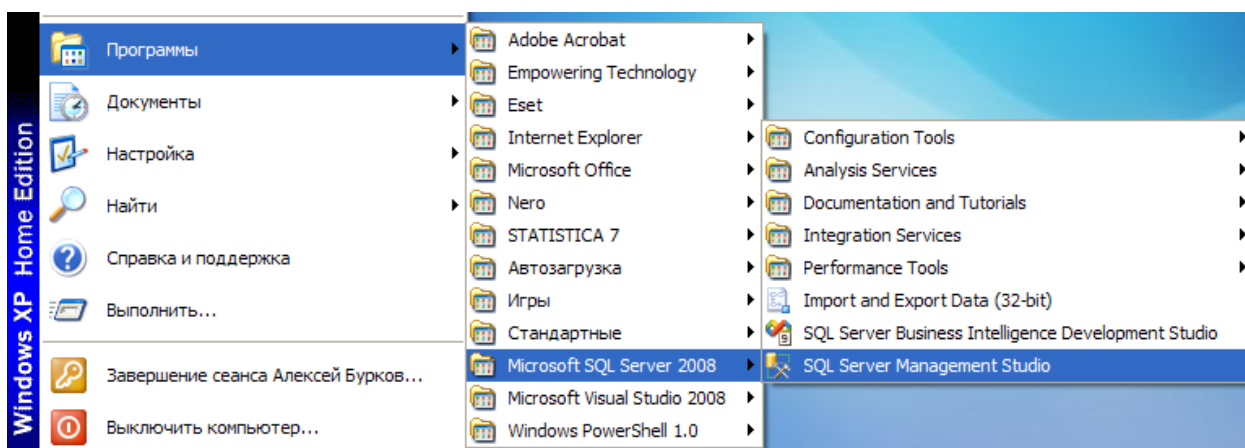 Windows XP Home Edition
Программы
Документы
Настройка
Найти
Справка и поддержка
Выполнить...
Завершение сеанса Алексей Бурков...
Выключить компьютер...
Adobe Acrobat
Empowering Technology
Eset
Internet Explorer
Microsoft Office
Nero
STATISTICA 7
Автозагрузка
Игры
Стандартные
Microsoft SQL Server 2008
Microsoft Visual Studio 2008
Windows PowerShell 1.0
Configuration Tools
Analysis Services
Documentation and Tutorials
Integration Services
Performance Tools
Import and Export Data (32-bit)
SQL Server Business Intelligence Development Studio
SQL Server Management Studio